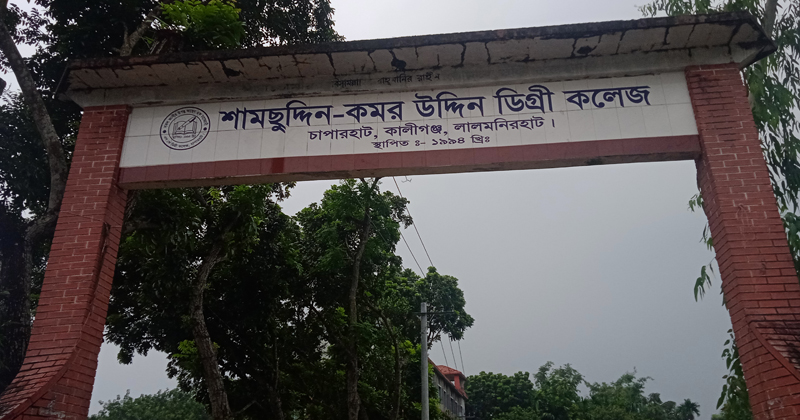 শামছুদ্দিন-কমর উদ্দিন ডিগ্রী কলেজ
চাপারহাট, কালীগঞ্জ, লালমনিরহাট।
স্থাপিত ঃ- ১৯৯৪ খ্রিঃ